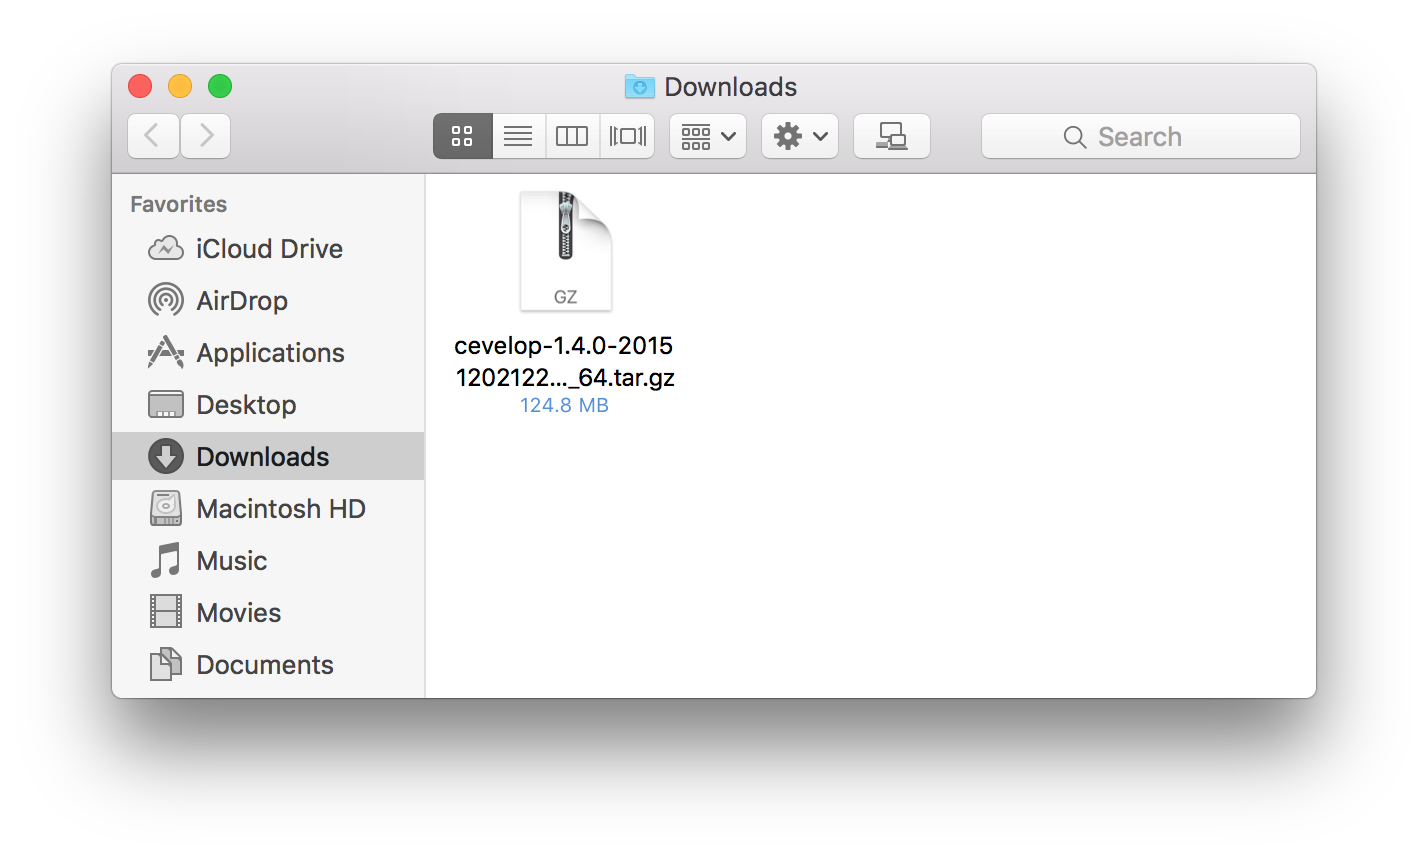 Downloads
Search
Favorites
iCloud Drive
AirDrop
Applications
Desktop
Downloads
Macintosh HD
Music
Movies
Documents
GZ
cevelop-1.4.0-2015
1202122..._64.tar.gz
124.8 MB